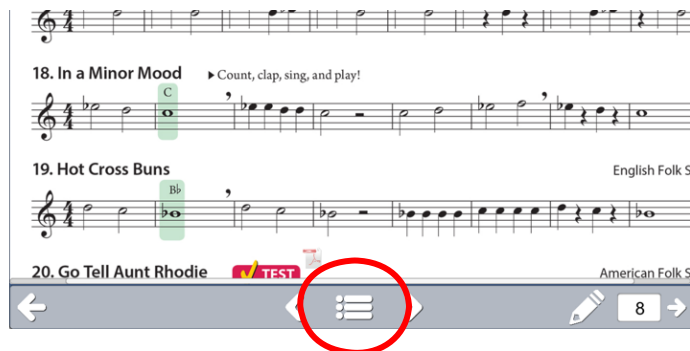 18. In a Minor Mood ▸ Count, clap, sing, and play!
C
19. Hot Cross Buns English Folk S
B♭
20. Go Tell Aunt Rhodie TEST American Folk S
8